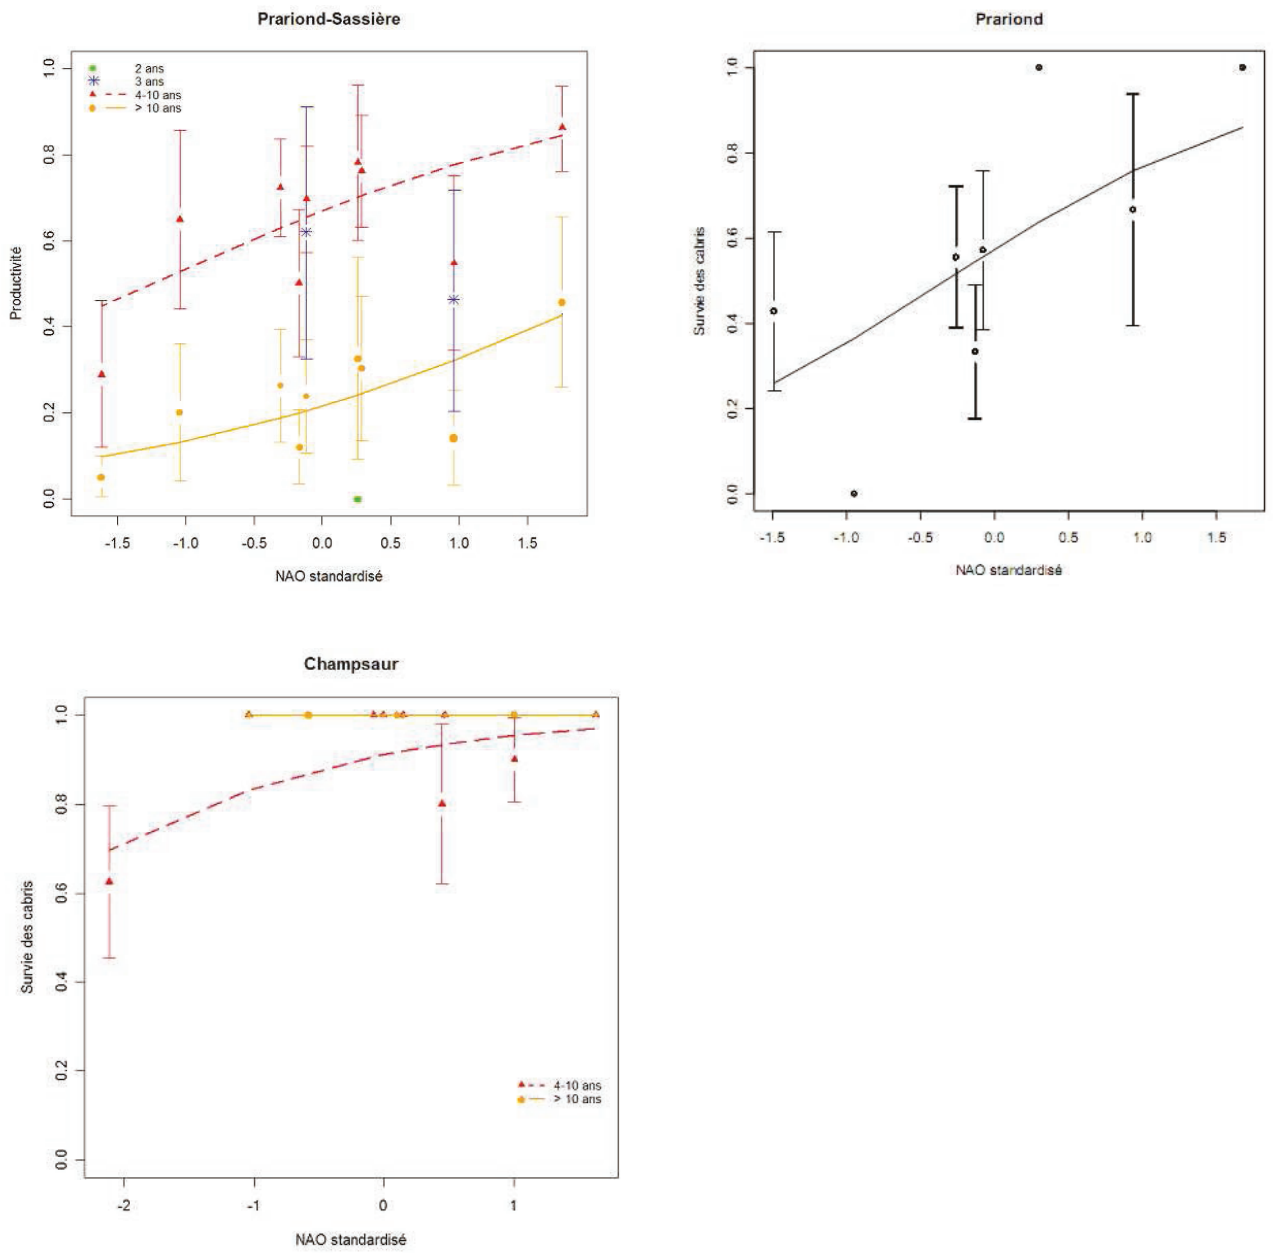 Prariond-Sassière
1.0
0.8
0.6
0.4
0.2
0.0
Productivité
2 ans
3 ans
4-10 ans
> 10 ans
-1.5 -1.0 -0.5 0.0 0.5 1.0 1.5
NAO standardisé
Prariond
1.0
0.8
0.6
0.4
0.2
0.0
Survie des cabris
-1.5 -1.0 -0.5 0.0 0.5 1.0 1.5
NAO standardisé
Champsaur
1.0
0.8
0.6
0.4
0.2
0.0
Survie des cabris
4-10 ans
> 10 ans
-2 -1 0 1
NAO standardisé